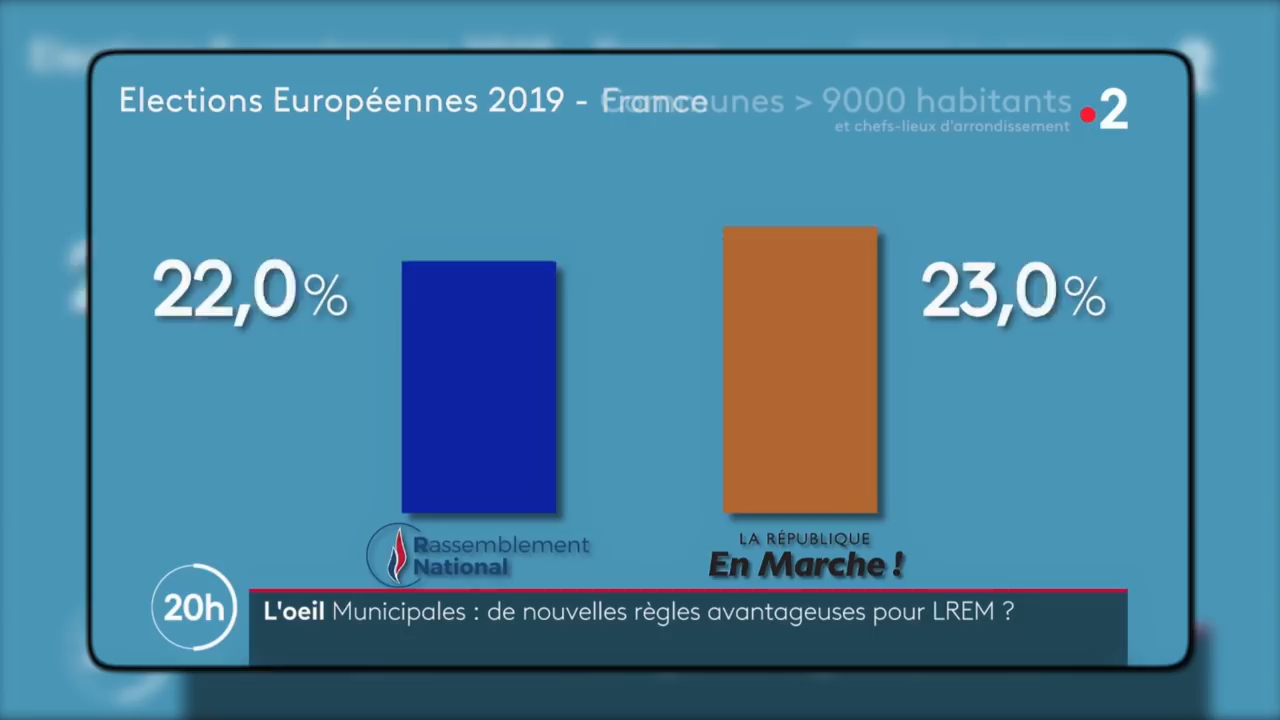 Elections Européennes 2019 - France
Communes > 9000 habitants
et chefs-lieux d'arrondissement
2
22,0%
23,0%
Rassemblement
National
LA RÉPUBLIQUE
En Marche !
20h
L'oeil Municipales : de nouvelles règles avantageuses pour LREM ?